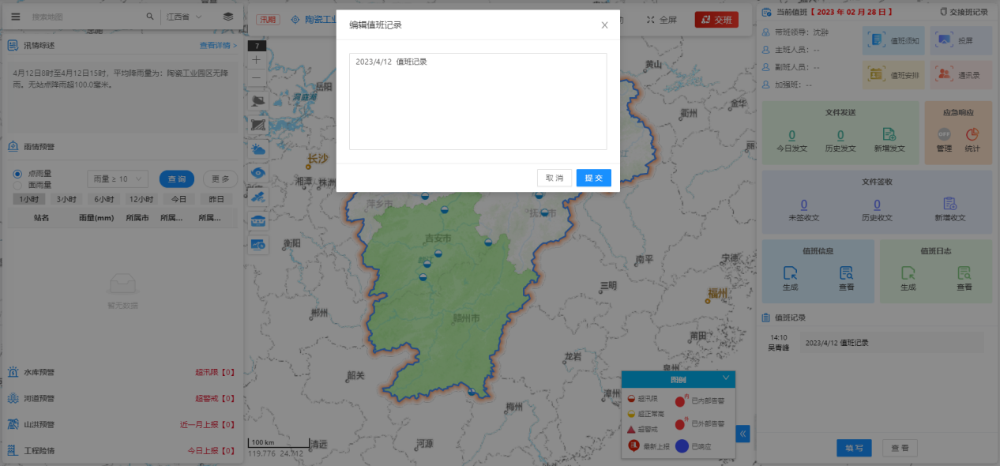 搜索地图
江西省
汛情综述
查看详情 >
4月12日8时至4月12日15时，平均降雨量为：陶瓷工业园区无降
雨。无站点降雨超100.0毫米。
雨情预警
点雨量
面雨量
雨量 ≥ 10
查 询
更 多
1小时
3小时
6小时
12小时
今日
昨日
站名
雨量(mm)
所属市
所属...
所属...
暂无数据
水库预警
超汛限【0】
河道预警
超警戒【0】
山洪预警
近一月上报【0】
工程险情
今日上报【0】
汛期
陶瓷工业
全屏
交班
7
编辑值班记录
2023/4/12 值班记录
取 消
提 交
黄山
岳阳
洞庭湖
金华
衢州
长沙
湘潭
株洲
萍乡市
抚州市
衡阳
吉安市
南平
宁德
三明
福州
郴州
赣州市
莆田
龙岩
韶关
泉州
漳州
梅州
清远
河源
100 km
119.776 24.712
图例
超汛限
内
已内部告警
超正常高
外
已外部告警
超警戒
最新上报
已响应
当前值班【 2023 年 02 月 28 日 】
交接班记录
带班领导：沈翀
主班人员：--
副班人员：--
加强班：--
值班须知
投屏
值班安排
通讯录
文件发送
0
今日发文
0
历史发文
新增发文
应急响应
OFF
管理
统计
文件签收
0
未签收文
0
历史收文
新增收文
值班信息
生成
查看
值班日志
生成
查看
值班记录
14:10
吴青峰
2023/4/12 值班记录
填 写
查 看